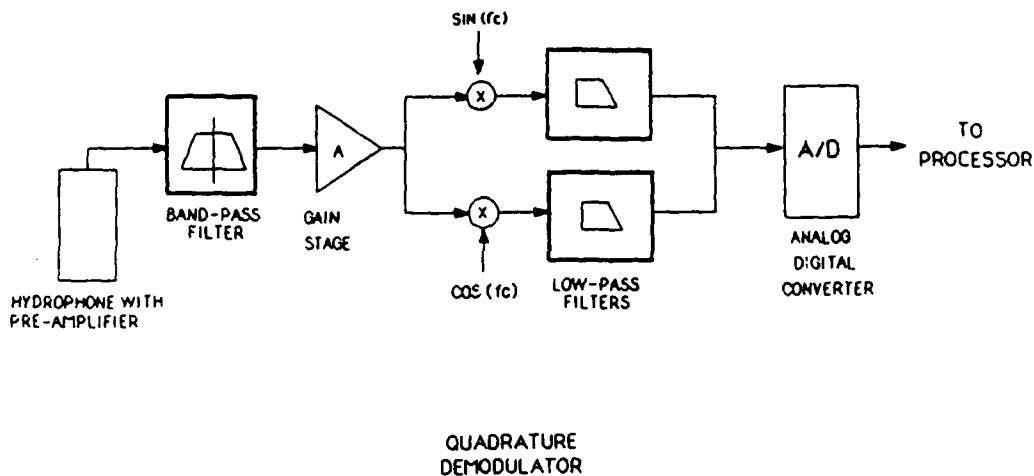 SIN (fc)
X
A
X
A/D
TO
PROCESSOR
BAND-PASS
FILTER
GAIN
STAGE
COS (fc)
LOW-PASS
FILTERS
ANALOG
DIGITAL
CONVERTER
HYDROPHONE WITH
PRE-AMPLIFIER
QUADRATURE
DEMODULATOR